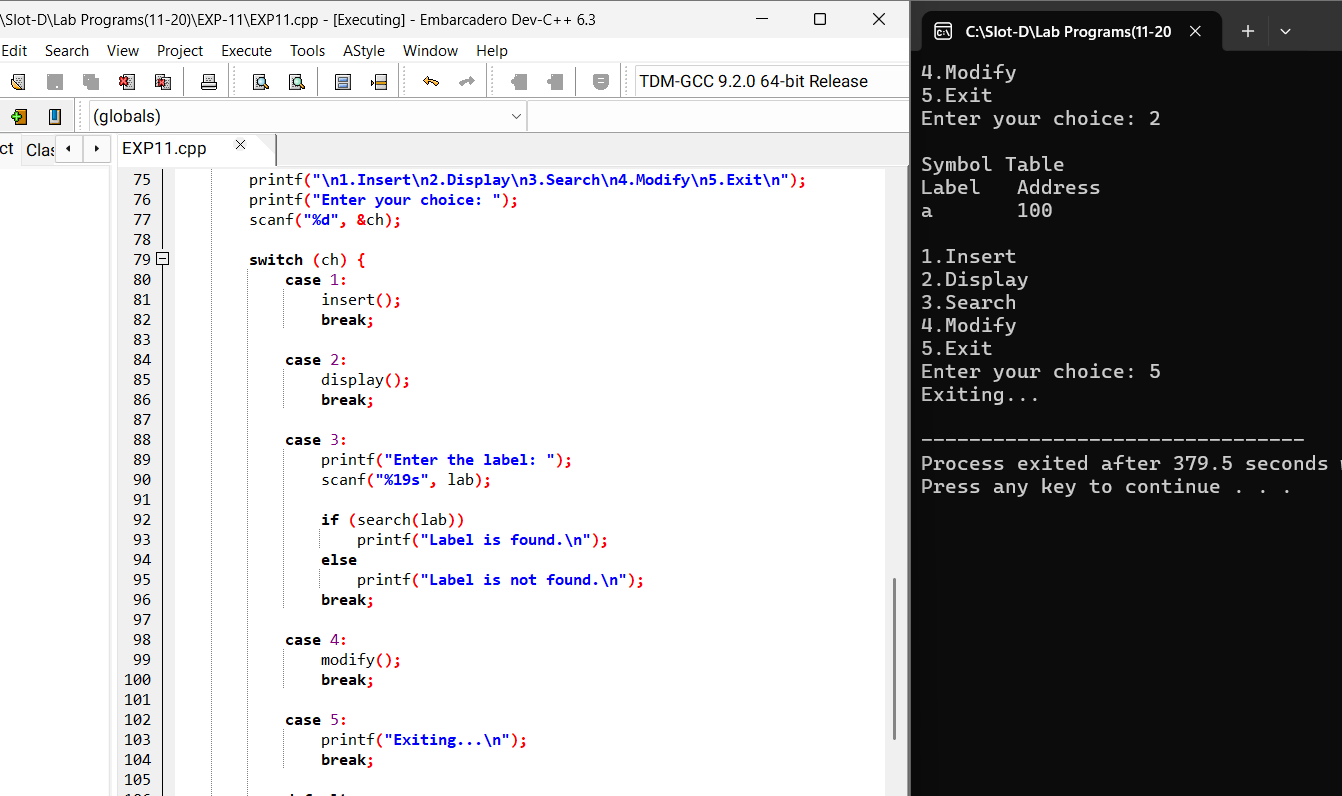 \Slot-D\Lab Programs(11-20)\EXP-11\EXP11.cpp - [Executing] - Embarcadero Dev-C++ 6.3
Edit Search View Project Execute Tools AStyle Window Help
TDM-GCC 9.2.0 64-bit Release
(globals)
ct Clas
EXP11.cpp
75 printf("\n1.Insert\n2.Display\n3.Search\n4.Modify\n5.Exit\n");
76 printf("Enter your choice: ");
77 scanf("%d", &ch);
78
79 switch (ch) {
80 case 1:
81 insert();
82 break;
83
84 case 2:
85 display();
86 break;
87
88 case 3:
89 printf("Enter the label: ");
90 scanf("%19s", lab);
91
92 if (search(lab))
93 printf("Label is found.\n");
94 else
95 printf("Label is not found.\n");
96 break;
97
98 case 4:
99 modify();
100 break;
101
102 case 5:
103 printf("Exiting...\n");
104 break;
105
C:\Slot-D\Lab Programs(11-20
4.Modify
5.Exit
Enter your choice: 2
Symbol Table
Label Address
a 100
1.Insert
2.Display
3.Search
4.Modify
5.Exit
Enter your choice: 5
Exiting...
--------------------------------
Process exited after 379.5 seconds
Press any key to continue . . .